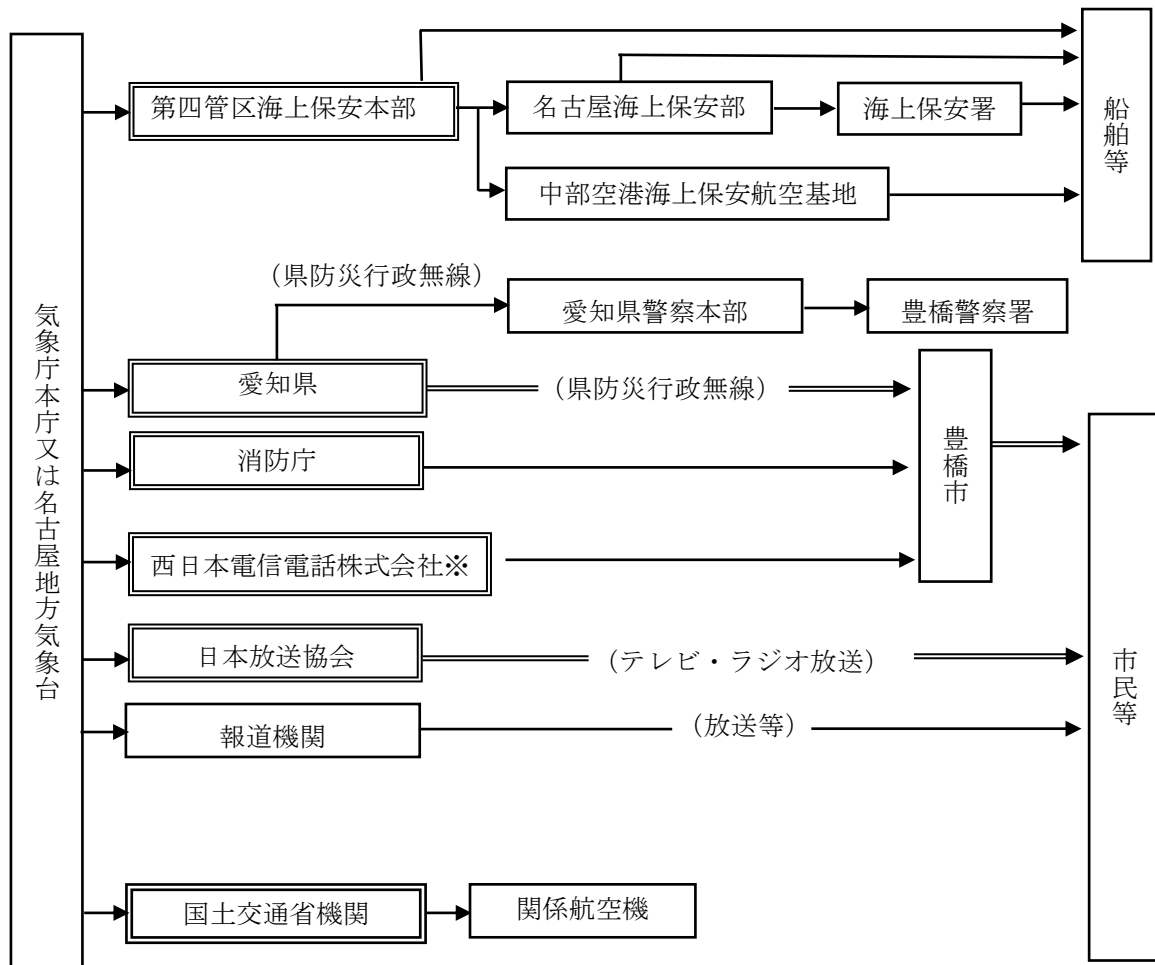 気象庁本庁又は名古屋地方気象台
第四管区海上保安本部
名古屋海上保安部
海上保安署
船舶等
中部空港海上保安航空基地
（県防災行政無線）
愛知県警察本部
豊橋警察署
愛知県
（県防災行政無線）
豊橋市
消防庁
西日本電信電話株式会社※
日本放送協会
（テレビ・ラジオ放送）
市民等
報道機関
（放送等）
国土交通省機関
関係航空機